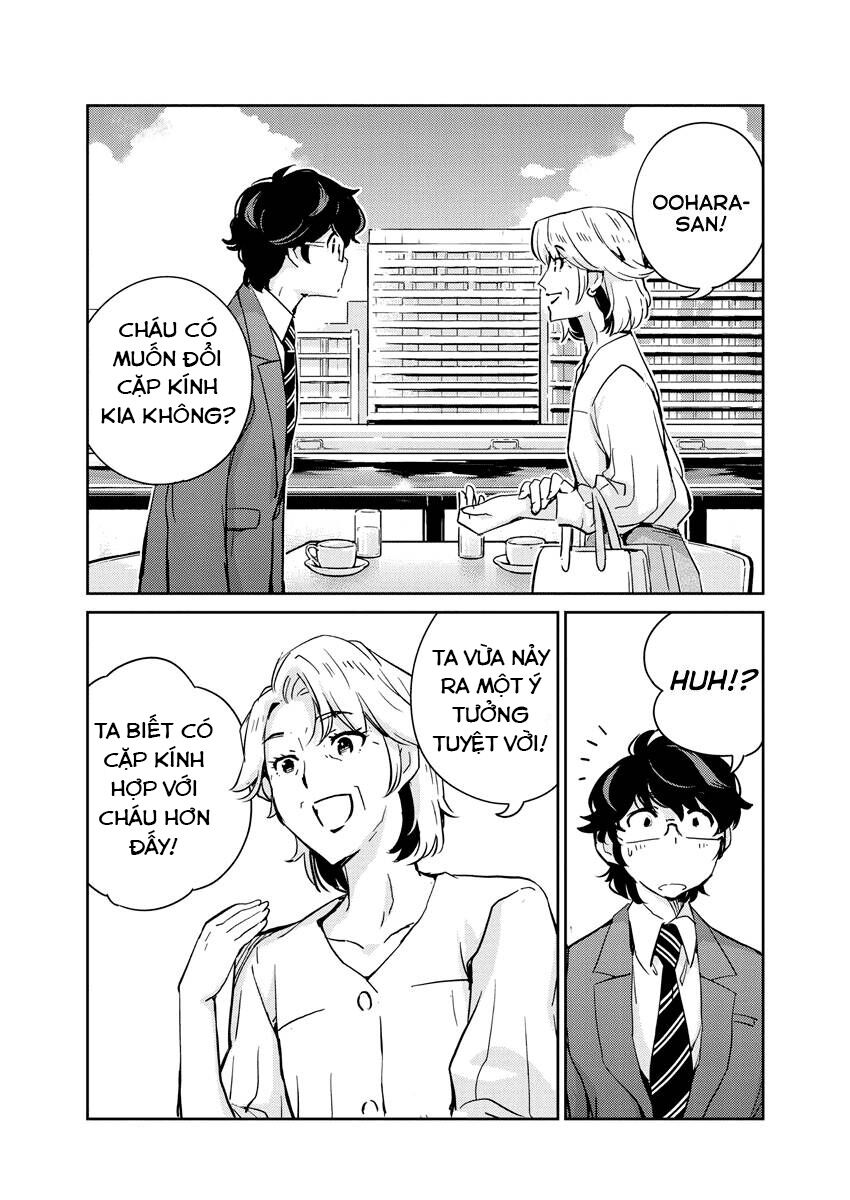 OOHARA-
SAN!
CHÁU CÓ
MUỐN ĐỔI
CẶP KÍNH
KIA KHÔNG?
HUH!?
TA VỪA NẢY
RA MỘT Ý
TƯỞNG
TUYỆT VỜI!
TA BIẾT CÓ
CẶP KÍNH
HỢP VỚI
CHÁU HƠN
ĐẤY!